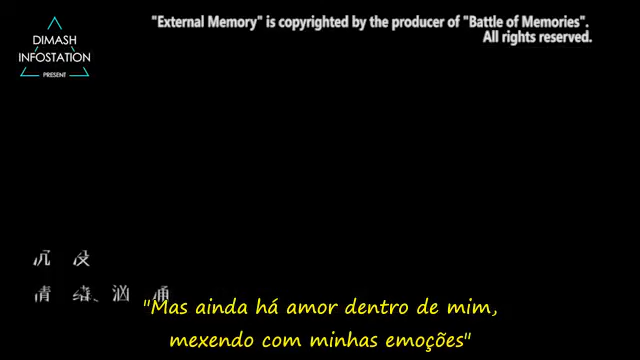 "External Memory" is copyrighted by the producer of "Battle of Memories".
All rights reserved.
DIMASH
INFOSTATION
PRESENT
"Mas ainda há amor dentro de mim,
mexendo com minhas emoções"